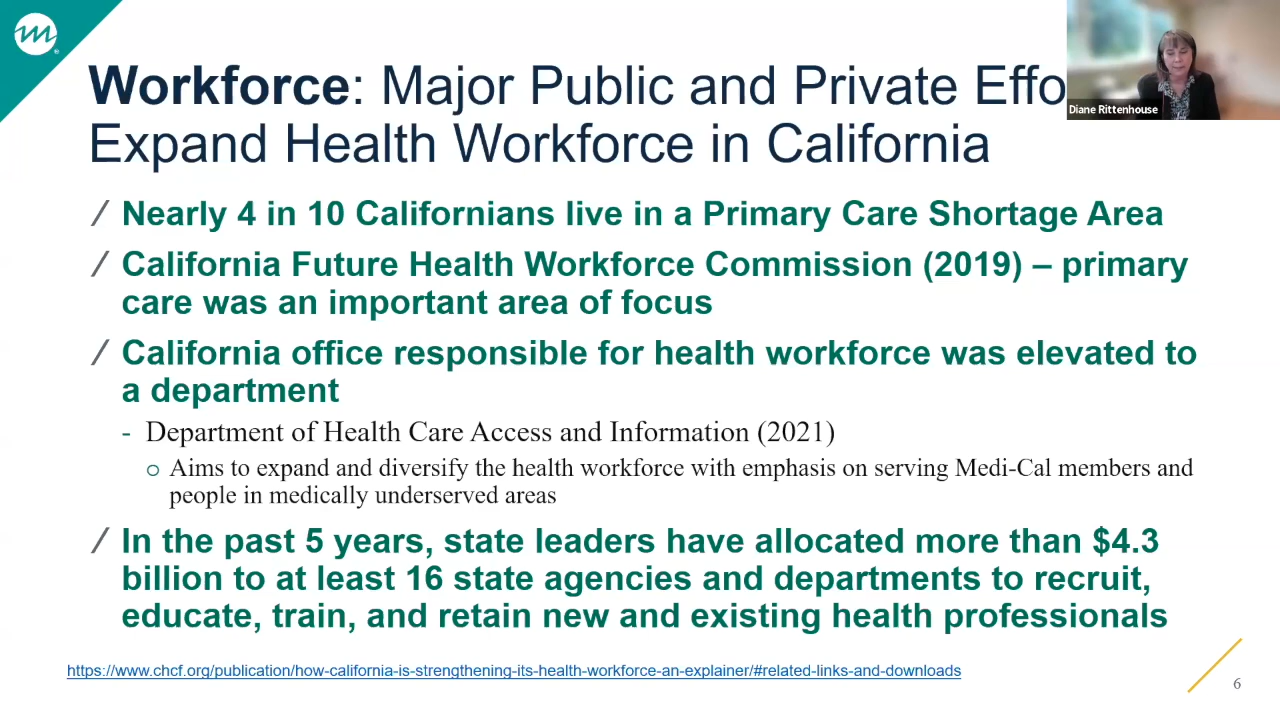 Workforce: Major Public and Private Effo
Expand Health Workforce in California
Diane Rittenhouse
/ Nearly 4 in 10 Californians live in a Primary Care Shortage Area
/ California Future Health Workforce Commission (2019) – primary
care was an important area of focus
/ California office responsible for health workforce was elevated to
a department
- Department of Health Care Access and Information (2021)
o Aims to expand and diversify the health workforce with emphasis on serving Medi-Cal members and
people in medically underserved areas
/ In the past 5 years, state leaders have allocated more than $4.3
billion to at least 16 state agencies and departments to recruit,
educate, train, and retain new and existing health professionals
https://www.chcf.org/publication/how-california-is-strengthening-its-health-workforce-an-explainer/#related-links-and-downloads
6